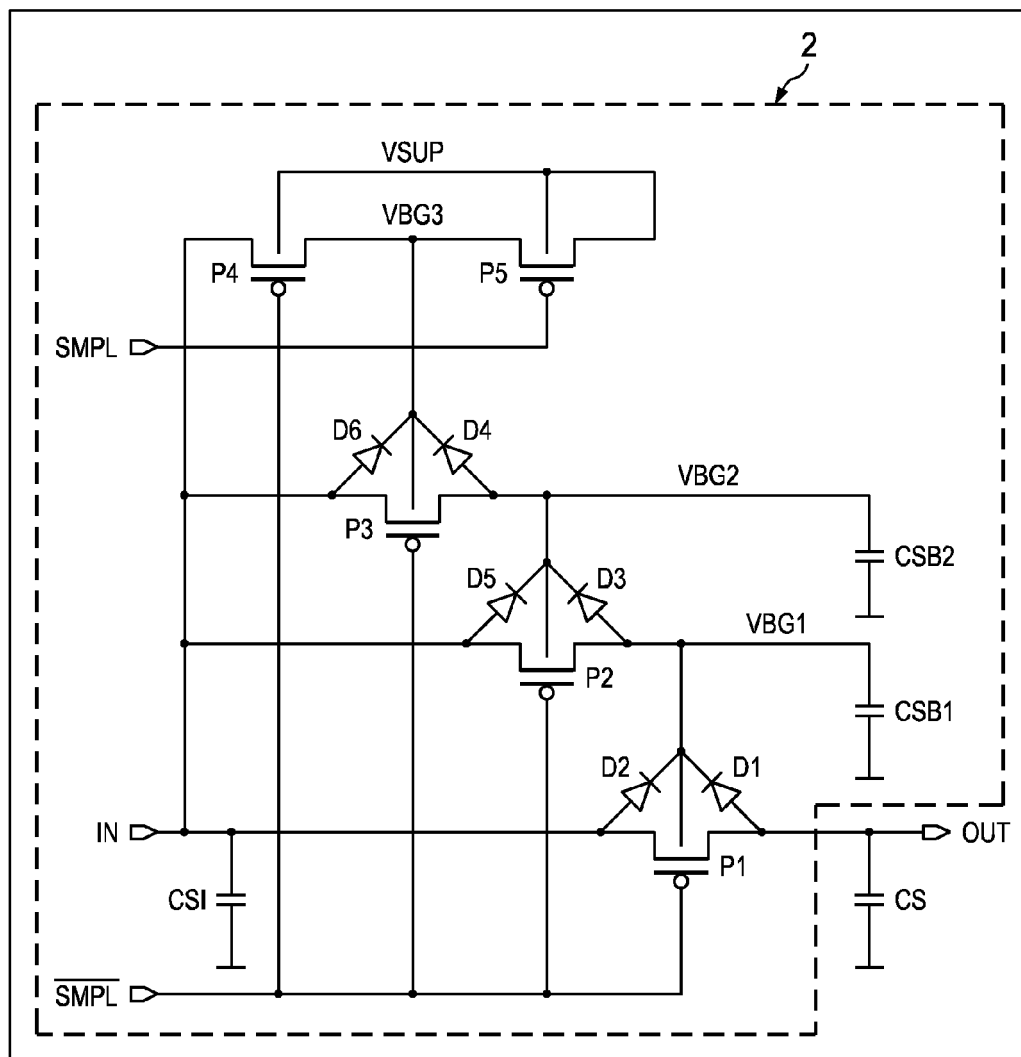 2
VSUP
VBG3
P4
P5
SMPL
D6
D4
VBG2
P3
CSB2
D5
D3
VBG1
P2
CSB1
D2
D1
IN
OUT
P1
CSI
CS
SMPL